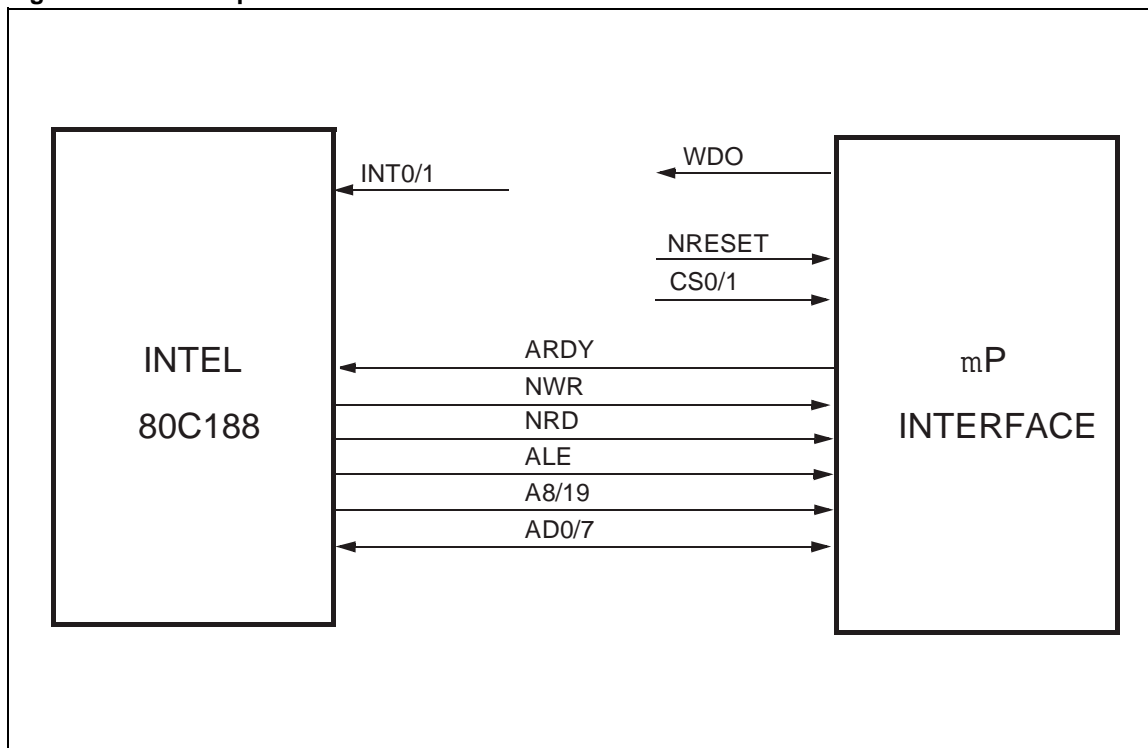 INT0/1
WDO
NRESET
CS0/1
INTEL
80C188
ARDY
NWR
NRD
ALE
A8/19
AD0/7
mP
INTERFACE